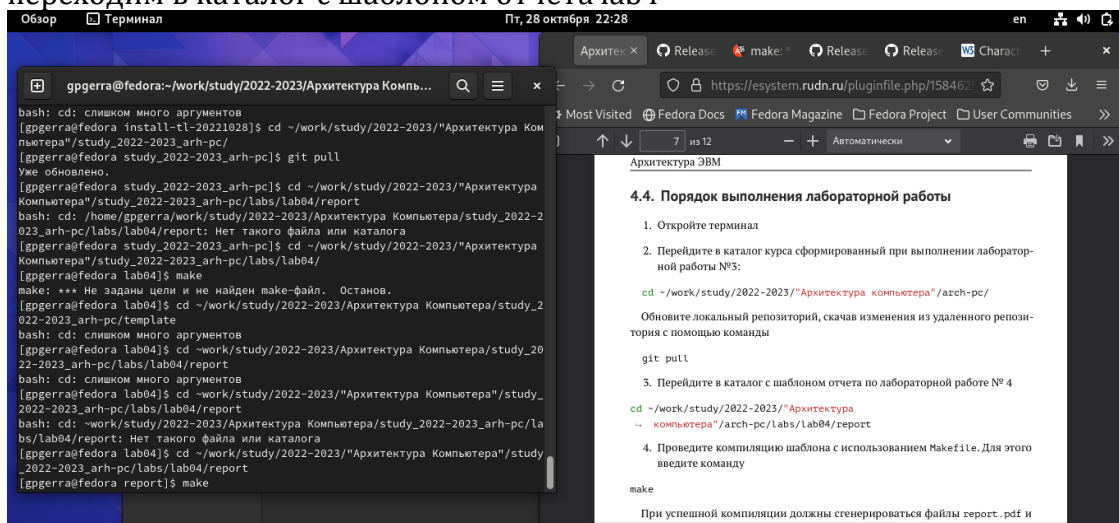 переходим в каталог с шаблоном отчета lab4
Обзор Терминал Пт, 28 октября 22:28 en
Архитек × Release make: * Release Release W3 Charact + ×
gpgerra@fedora:~/work/study/2022-2023/Архитектура Компь... ×
https://esystem.rudn.ru/pluginfile.php/158462
Most Visited Fedora Docs Fedora Magazine Fedora Project User Communities
7 из 12 Автоматически
bash: cd: слишком много аргументов
[gpgerra@fedora install-tl-20221028]$ cd ~/work/study/2022-2023/"Архитектура Ком
пьютера"/study_2022-2023_arh-pc/
[gpgerra@fedora study_2022-2023_arh-pc]$ git pull
Уже обновлено.
[gpgerra@fedora study_2022-2023_arh-pc]$ cd ~/work/study/2022-2023/"Архитектура
Компьютера"/study_2022-2023_arh-pc/labs/lab04/report
bash: cd: /home/gpgerra/work/study/2022-2023/Архитектура Компьютера/study_2022-2
023_arh-pc/labs/lab04/report: Нет такого файла или каталога
[gpgerra@fedora study_2022-2023_arh-pc]$ cd ~/work/study/2022-2023/"Архитектура
Компьютера"/study_2022-2023_arh-pc/labs/lab04/
[gpgerra@fedora lab04]$ make
make: *** Не заданы цели и не найден make-файл.  Останов.
[gpgerra@fedora lab04]$ cd ~/work/study/2022-2023/Архитектура Компьютера/study_2
022-2023_arh-pc/template
bash: cd: слишком много аргументов
[gpgerra@fedora lab04]$ cd ~work/study/2022-2023/Архитектура Компьютера/study_20
22-2023_arh-pc/labs/lab04/report
bash: cd: слишком много аргументов
[gpgerra@fedora lab04]$ cd ~work/study/2022-2023/"Архитектура Компьютера"/study_
2022-2023_arh-pc/labs/lab04/report
bash: cd: ~work/study/2022-2023/Архитектура Компьютера/study_2022-2023_arh-pc/la
bs/lab04/report: Нет такого файла или каталога
[gpgerra@fedora lab04]$ cd ~/work/study/2022-2023/"Архитектура Компьютера"/study
_2022-2023_arh-pc/labs/lab04/report
[gpgerra@fedora report]$ make
Архитектура ЭВМ
4.4. Порядок выполнения лабораторной работы
1. Откройте терминал
2. Перейдите в каталог курса сформированный при выполнении лаборатор-
ной работы №3:
cd ~/work/study/2022-2023/"Архитектура компьютера"/arch-pc/
Обновите локальный репозиторий, скачав изменения из удаленного репози-
тория с помощью команды
git pull
3. Перейдите в каталог с шаблоном отчета по лабораторной работе № 4
cd ~/work/study/2022-2023/"Архитектура
↪ компьютера"/arch-pc/labs/lab04/report
4. Проведите компиляцию шаблона с использованием Makefile. Для этого
введите команду
make
При успешной компиляции должны сгенерироваться файлы report.pdf и